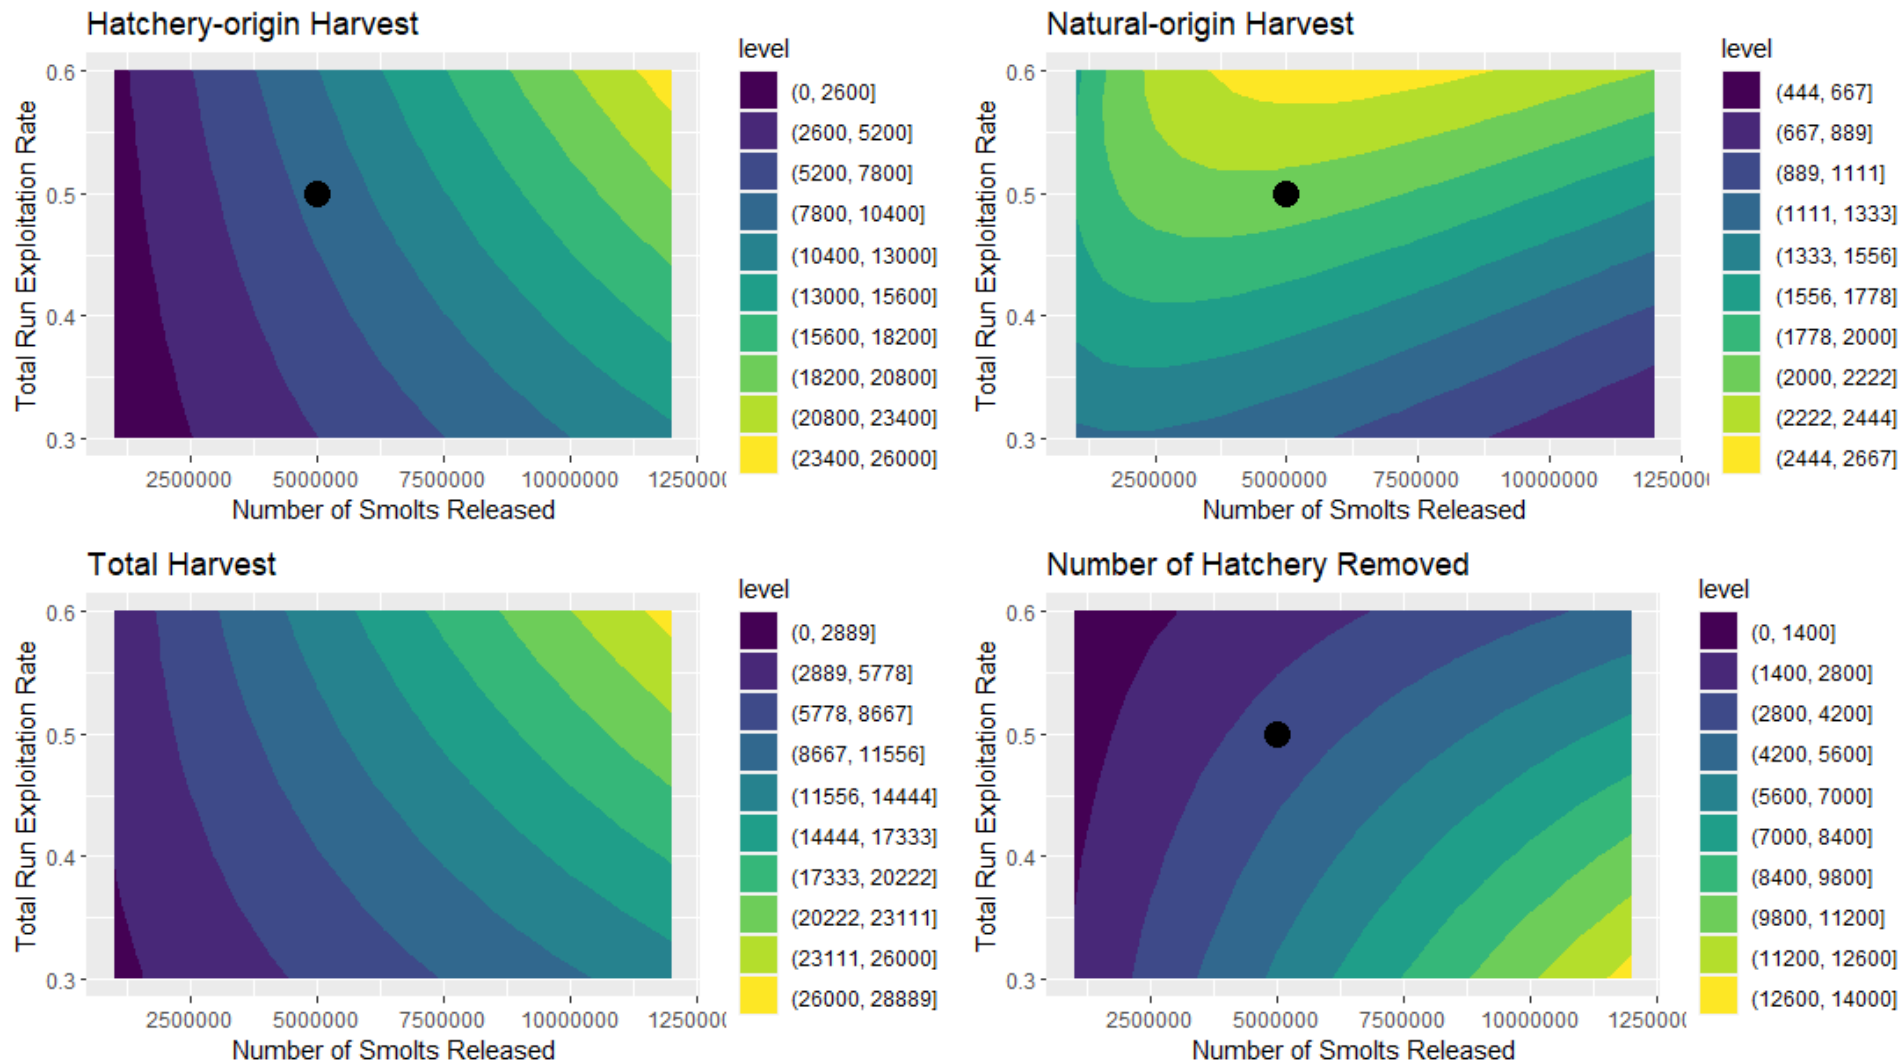 Hatchery-origin Harvest
Total Run Exploitation Rate
0.6
0.5
0.4
0.3
2500000 5000000 7500000 10000000 1250000
Number of Smolts Released
level
(0, 2600]
(2600, 5200]
(5200, 7800]
(7800, 10400]
(10400, 13000]
(13000, 15600]
(15600, 18200]
(18200, 20800]
(20800, 23400]
(23400, 26000]
Natural-origin Harvest
Total Run Exploitation Rate
0.6
0.5
0.4
0.3
2500000 5000000 7500000 10000000 1250000
Number of Smolts Released
level
(444, 667]
(667, 889]
(889, 1111]
(1111, 1333]
(1333, 1556]
(1556, 1778]
(1778, 2000]
(2000, 2222]
(2222, 2444]
(2444, 2667]
Total Harvest
Total Run Exploitation Rate
0.6
0.5
0.4
0.3
2500000 5000000 7500000 10000000 1250000
Number of Smolts Released
level
(0, 2889]
(2889, 5778]
(5778, 8667]
(8667, 11556]
(11556, 14444]
(14444, 17333]
(17333, 20222]
(20222, 23111]
(23111, 26000]
(26000, 28889]
Number of Hatchery Removed
Total Run Exploitation Rate
0.6
0.5
0.4
0.3
2500000 5000000 7500000 10000000 1250000
Number of Smolts Released
level
(0, 1400]
(1400, 2800]
(2800, 4200]
(4200, 5600]
(5600, 7000]
(7000, 8400]
(8400, 9800]
(9800, 11200]
(11200, 12600]
(12600, 14000]